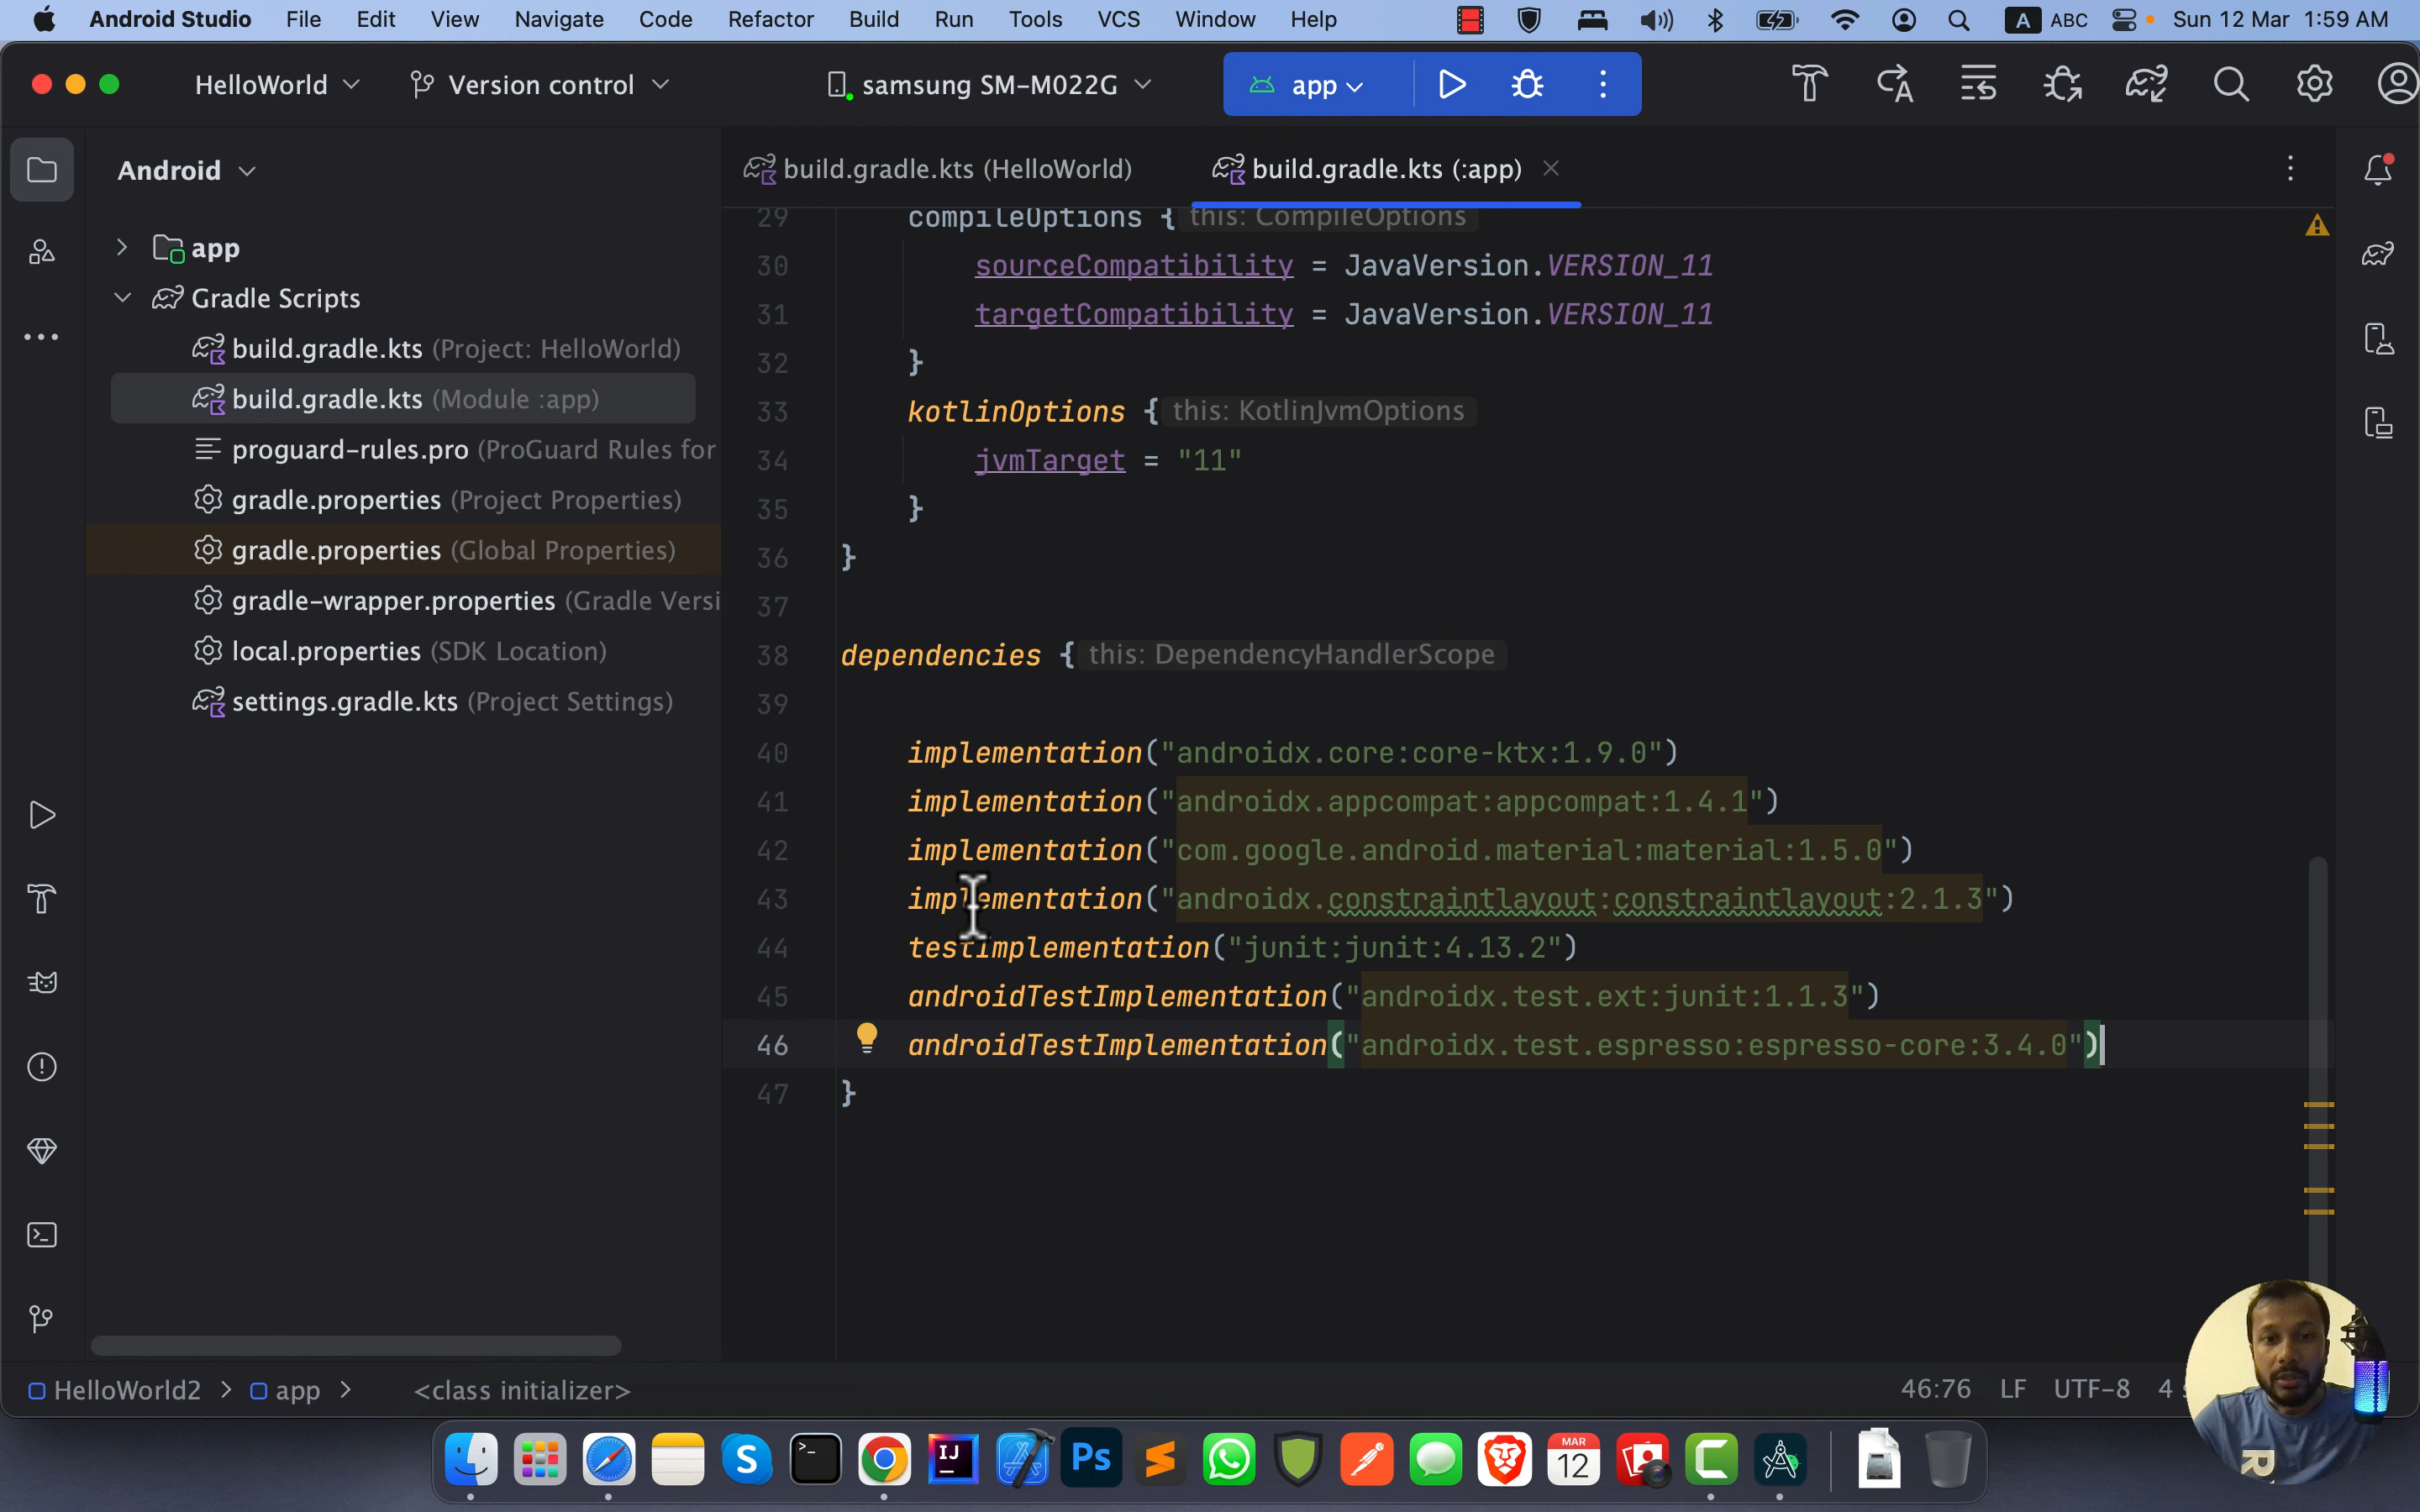 Android Studio File Edit View Navigate Code Refactor Build Run Tools VCS Window Help A ABC Sun 12 Mar 1:59 AM
HelloWorld Version control samsung SM-M022G app
Android
build.gradle.kts (HelloWorld) build.gradle.kts (:app)
app
Gradle Scripts
build.gradle.kts (Project: HelloWorld)
build.gradle.kts (Module :app)
proguard-rules.pro (ProGuard Rules for
gradle.properties (Project Properties)
gradle.properties (Global Properties)
gradle-wrapper.properties (Gradle Versi
local.properties (SDK Location)
settings.gradle.kts (Project Settings)
29 compileOptions { this: CompileOptions
30 sourceCompatibility = JavaVersion.VERSION_11
31 targetCompatibility = JavaVersion.VERSION_11
32 }
33 kotlinOptions { this: KotlinJvmOptions
34 jvmTarget = "11"
35 }
36 }
37
38 dependencies { this: DependencyHandlerScope
39
40 implementation("androidx.core:core-ktx:1.9.0")
41 implementation("androidx.appcompat:appcompat:1.4.1")
42 implementation("com.google.android.material:material:1.5.0")
43 implementation("androidx.constraintlayout:constraintlayout:2.1.3")
44 testImplementation("junit:junit:4.13.2")
45 androidTestImplementation("androidx.test.ext:junit:1.1.3")
46 androidTestImplementation("androidx.test.espresso:espresso-core:3.4.0")
47 }
HelloWorld2 > app > <class initializer> 46:76 LF UTF-8 4
S IJ Ps MAR 12 C
R